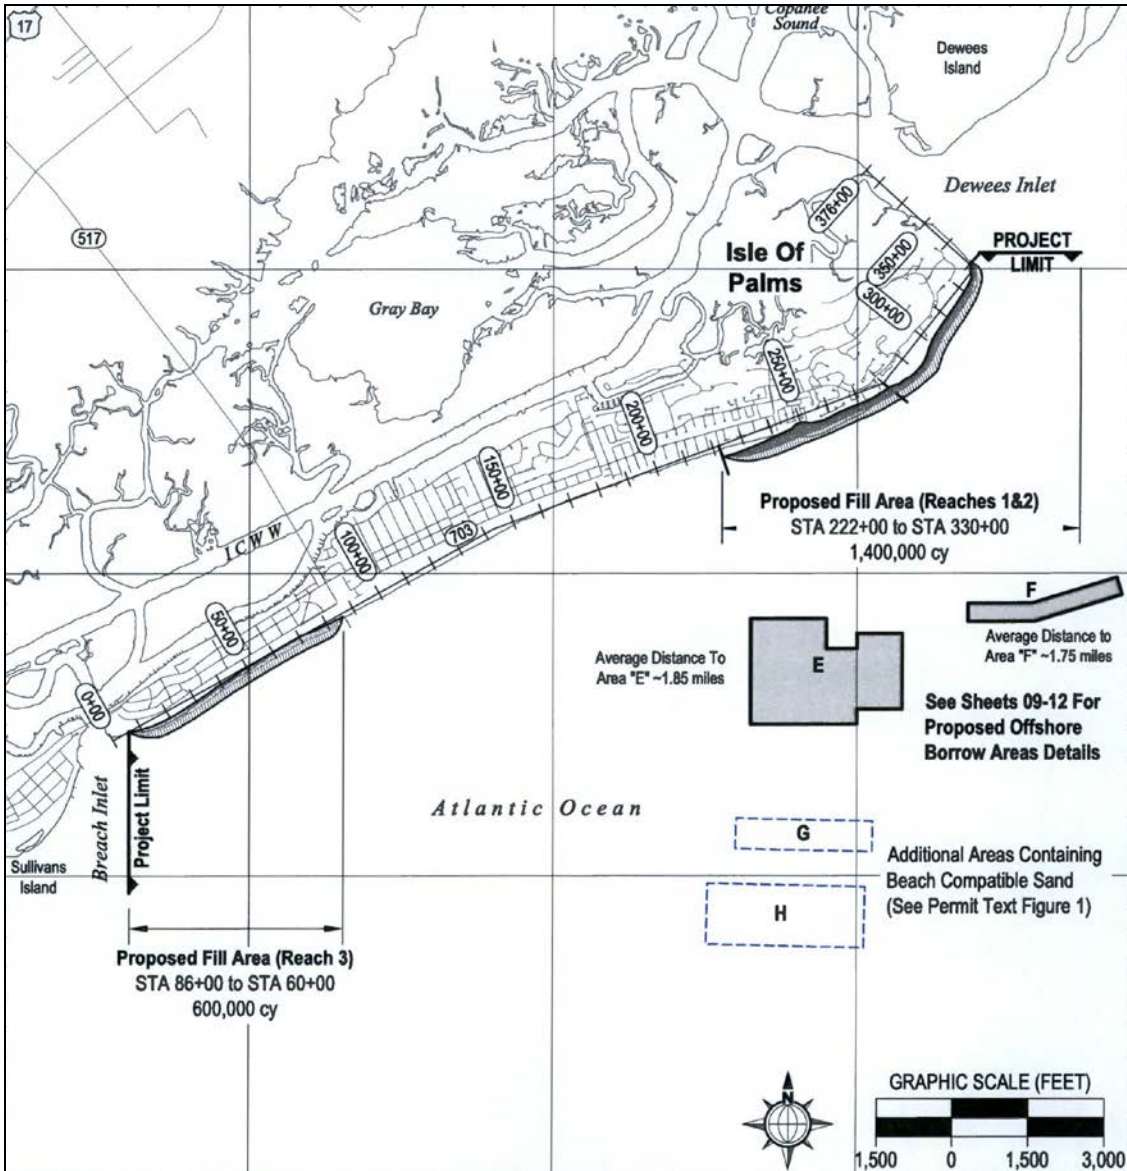 17
Copahee
Sound
Dewees
Island
Dewees Inlet
376+00
517
PROJECT
LIMIT
Isle Of
Palms
350+00
300+00
Gray Bay
250+00
200+00
150+00
703
ICWW
100+00
50+00
0+00
Proposed Fill Area (Reaches 1&2)
STA 222+00 to STA 330+00
1,400,000 cy
F
Average Distance to
Area "F" ~1.75 miles
E
Average Distance To
Area "E" ~1.85 miles
See Sheets 09-12 For
Proposed Offshore
Borrow Areas Details
Breach Inlet
Project Limit
Atlantic Ocean
Sullivans
Island
G
H
Additional Areas Containing
Beach Compatible Sand
(See Permit Text Figure 1)
Proposed Fill Area (Reach 3)
STA 86+00 to STA 60+00
600,000 cy
N
GRAPHIC SCALE (FEET)
1,500 0 1,500 3,000